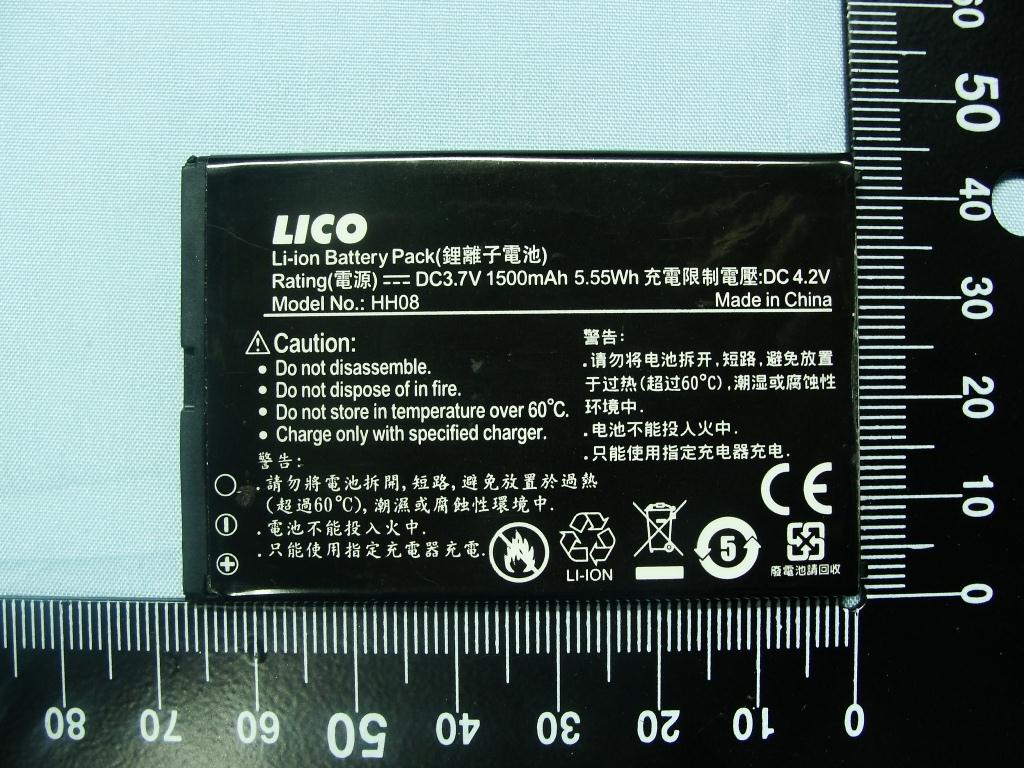 LICO
Li-ion Battery Pack(鋰離子電池)
Rating(電源) ⎓ DC3.7V 1500mAh 5.55Wh 充電限制電壓:DC 4.2V
Model No.: HH08 Made in China
⚠ Caution:
• Do not disassemble.
• Do not dispose of in fire.
• Do not store in temperature over 60°C.
• Charge only with specified charger.
警告:
.请勿将电池拆开,短路,避免放置
于过热(超过60°C),潮湿或腐蚀性
环境中.
.电池不能投入火中.
.只能使用指定充电器充电.
警告:
.請勿將電池拆開,短路,避免放置於過熱
(超過60°C),潮濕或腐蝕性環境中.
.電池不能投入火中.
.只能使用指定充電器充電.
LI-ION
5
CE
廢電池請回收
60
50
40
30
20
10
0
80 70 60 50 40 30 20 10 0